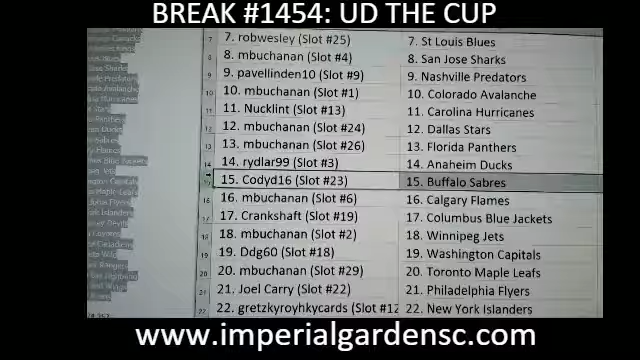 BREAK #1454: UD THE CUP
7. robwesley (Slot #25) 7. St Louis Blues
8. mbuchanan (Slot #4) 8. San Jose Sharks
9. pavellinden10 (Slot #9) 9. Nashville Predators
10. mbuchanan (Slot #1) 10. Colorado Avalanche
11. Nucklint (Slot #13) 11. Carolina Hurricanes
12. mbuchanan (Slot #24) 12. Dallas Stars
13. mbuchanan (Slot #26) 13. Florida Panthers
14. rydlar99 (Slot #3) 14. Anaheim Ducks
15. Codyd16 (Slot #23) 15. Buffalo Sabres
16. mbuchanan (Slot #6) 16. Calgary Flames
17. Crankshaft (Slot #19) 17. Columbus Blue Jackets
18. mbuchanan (Slot #2) 18. Winnipeg Jets
19. Ddg60 (Slot #18) 19. Washington Capitals
20. mbuchanan (Slot #29) 20. Toronto Maple Leafs
21. Joel Carry (Slot #22) 21. Philadelphia Flyers
22. gretzkyroyhkycards (Slot #12 22. New York Islanders
www.imperialgardensc.com